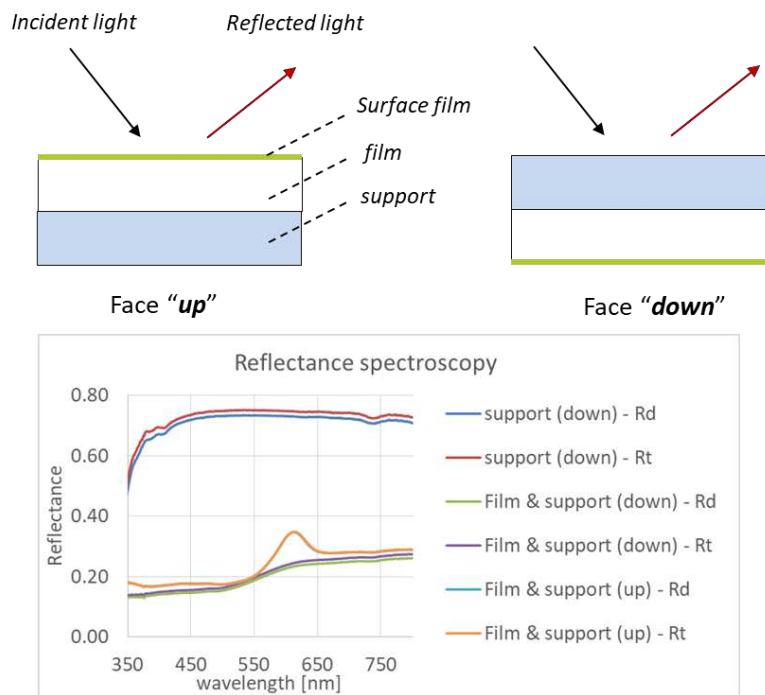 Incident light
Reflected light
Surface film
film
support
Face “up”
Face “down”
Reflectance spectroscopy
0.80
0.60
0.40
0.20
0.00
Reflectance
350
450
550
650
750
wavelength [nm]
support (down) - Rd
support (down) - Rt
Film & support (down) - Rd
Film & support (down) - Rt
Film & support (up) - Rd
Film & support (up) - Rt